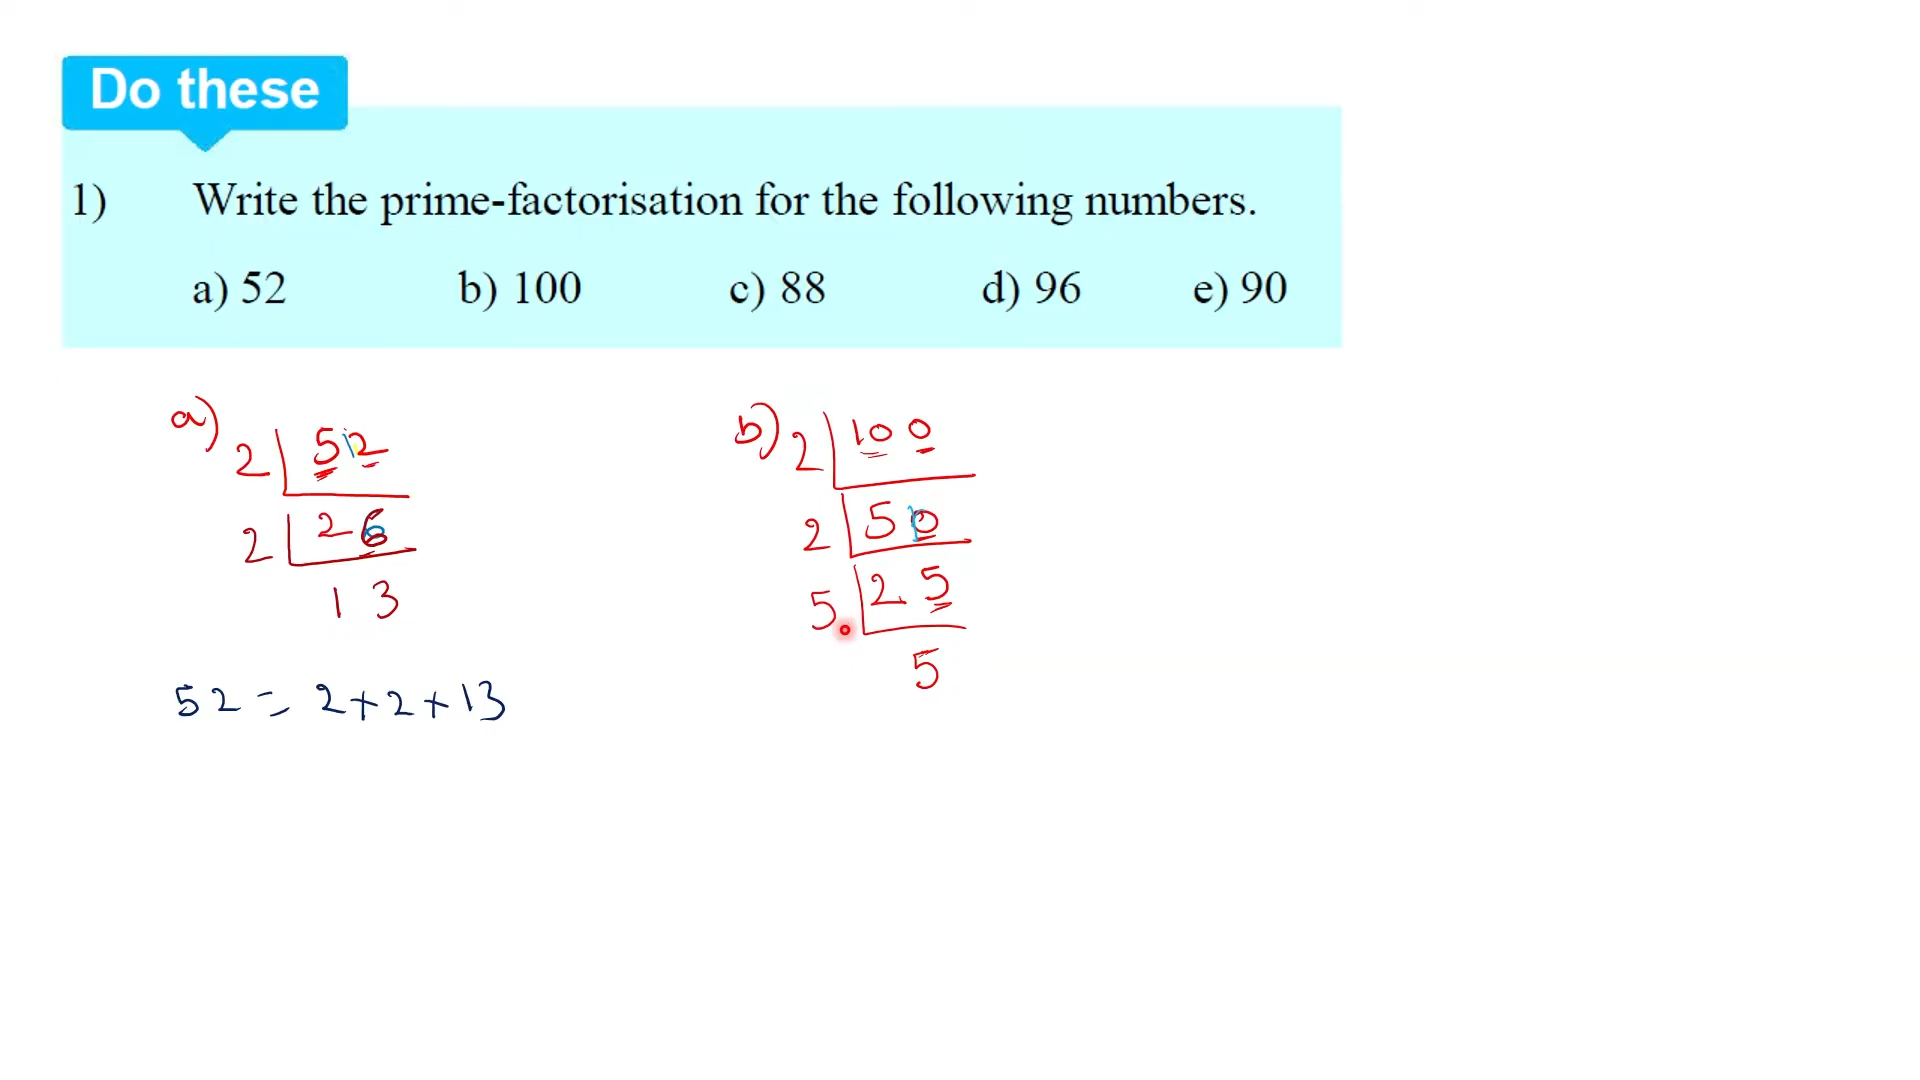 Do these
1) Write the prime-factorisation for the following numbers.
a) 52 b) 100 c) 88 d) 96 e) 90
a) 2 52
2 26
13
52 = 2 × 2 × 13
b) 2 100
2 50
5 25
5